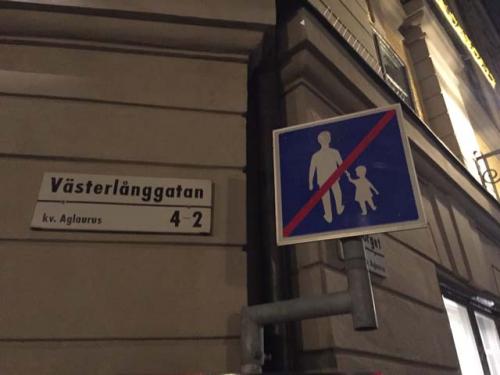 Västerlånggatan
kv. Aglaurus 4-2